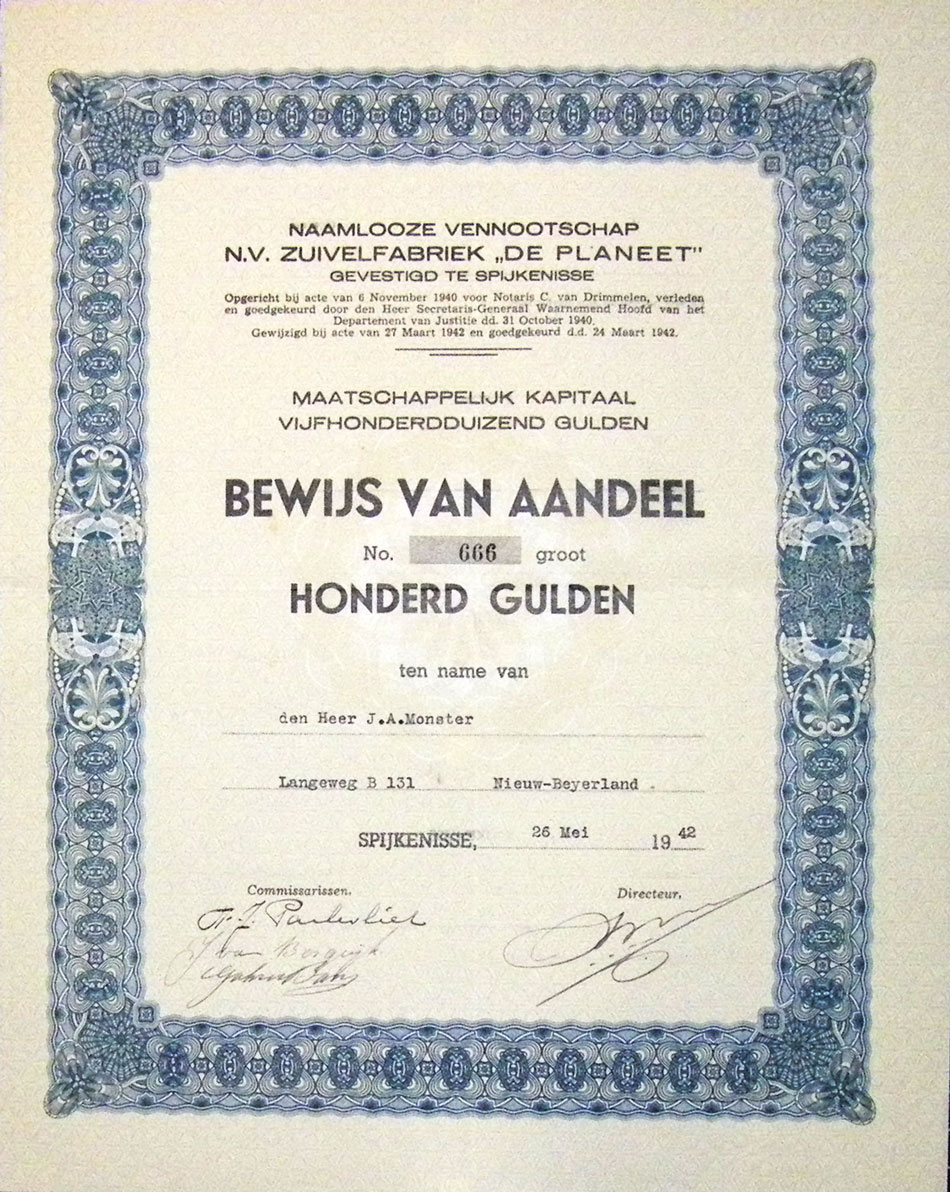 NAAMLOOZE VENNOOTSCHAP
N.V. ZUIVELFABRIEK „DE PLANEET"
GEVESTIGD TE SPIJKENISSE
Opgericht bij acte van 6 November 1940 voor Notaris C. van Drimmelen, verleden
en goedgekeurd door den Heer Secretaris-Generaal Waarnemend Hoofd van het
Departement van Justitie dd. 31 October 1940.
Gewijzigd bij acte van 27 Maart 1942 en goedgekeurd d.d. 24 Maart 1942.
MAATSCHAPPELIJK KAPITAAL
VIJFHONDERDDUIZEND GULDEN
BEWIJS VAN AANDEEL
No. 666 groot
HONDERD GULDEN
ten name van
den Heer J.A.Monster
Langeweg B 131 Nieuw-Beyerland .
SPIJKENISSE, 26 Mei 1942
Commissarissen. Directeur,
van